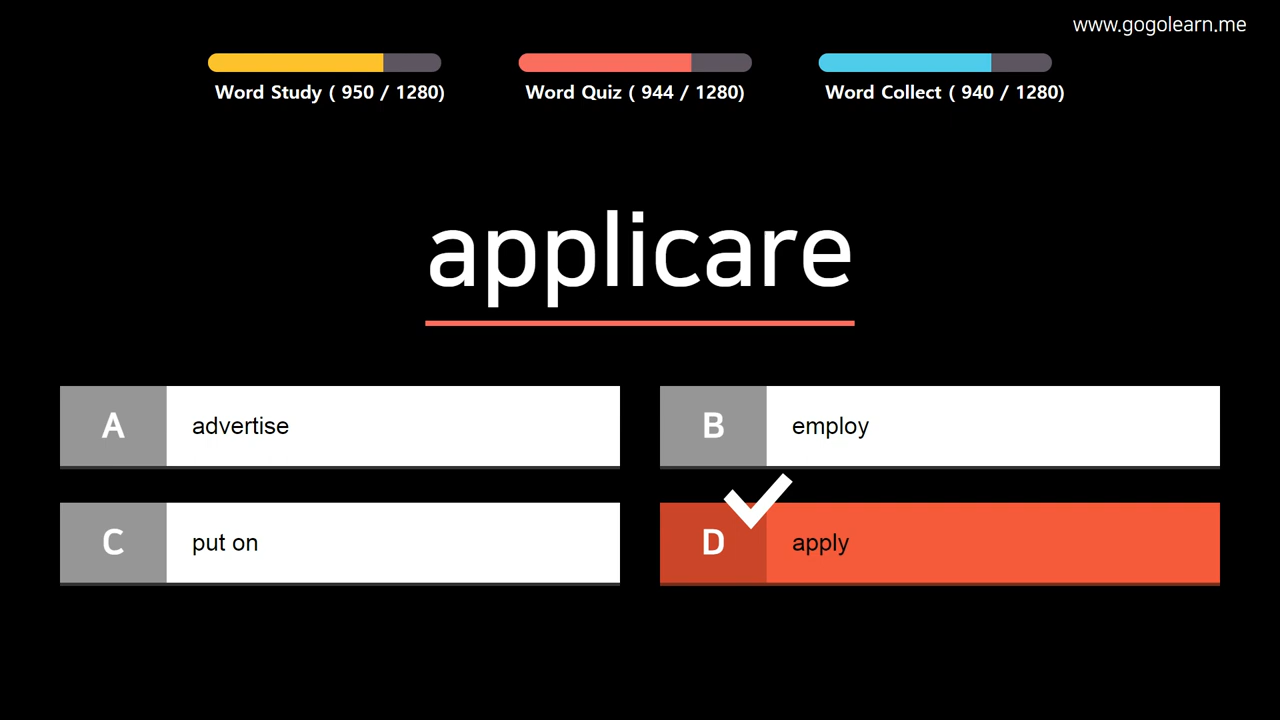 www.gogolearn.me
Word Study ( 950 / 1280)
Word Quiz ( 944 / 1280)
Word Collect ( 940 / 1280)
applicare
A advertise
B employ
C put on
D apply